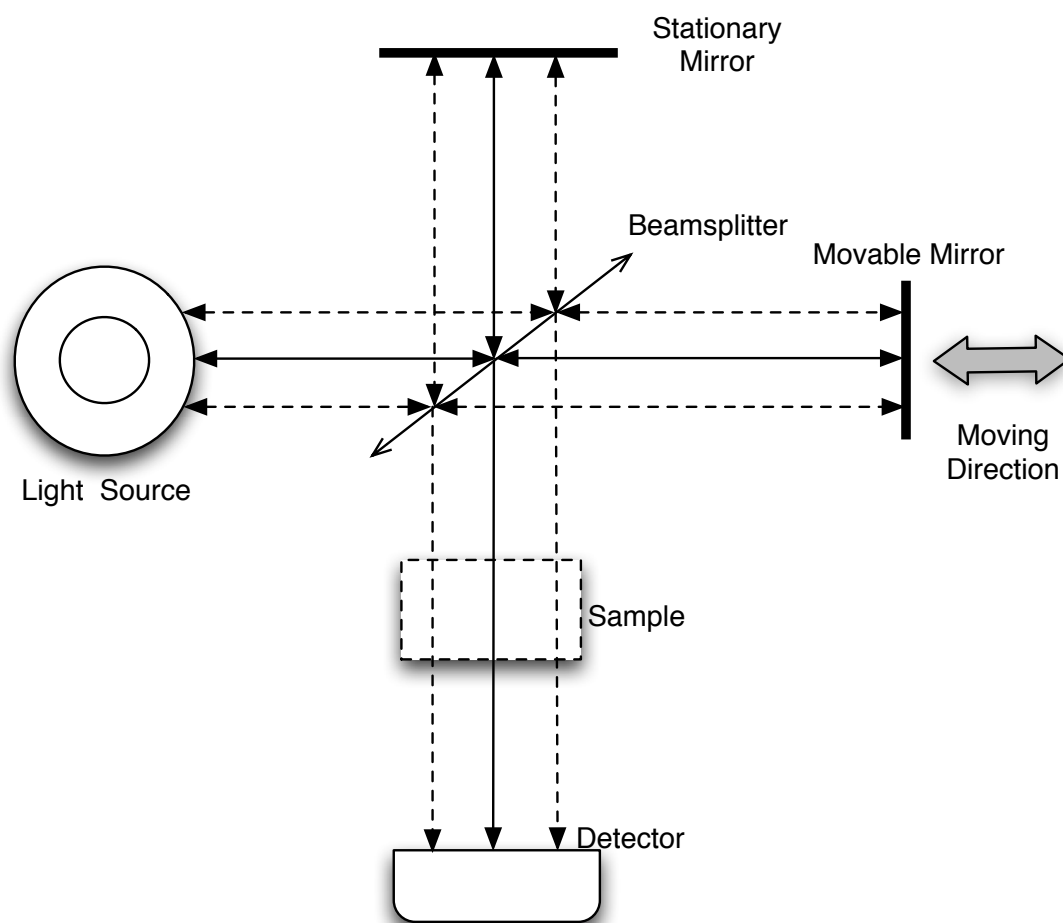 Stationary
Mirror
Beamsplitter
Movable Mirror
Moving
Direction
Light Source
Sample
Detector